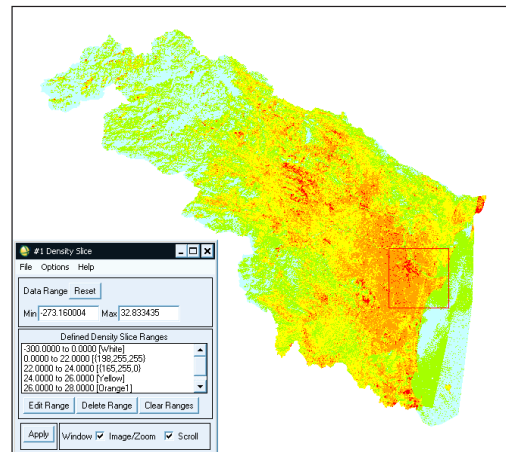 #1 Density Slice
File Options Help
Data Range Reset
Min -273.160004 Max 32.833435
Defined Density Slice Ranges
-300.0000 to 0.0000 [White]
0.0000 to 22.0000 [{198,255,255}
22.0000 to 24.0000 [{165,255,0}
24.0000 to 26.0000 [Yellow]
26.0000 to 28.0000 [Orange1]
Edit Range Delete Range Clear Ranges
Apply Window Image/Zoom Scroll